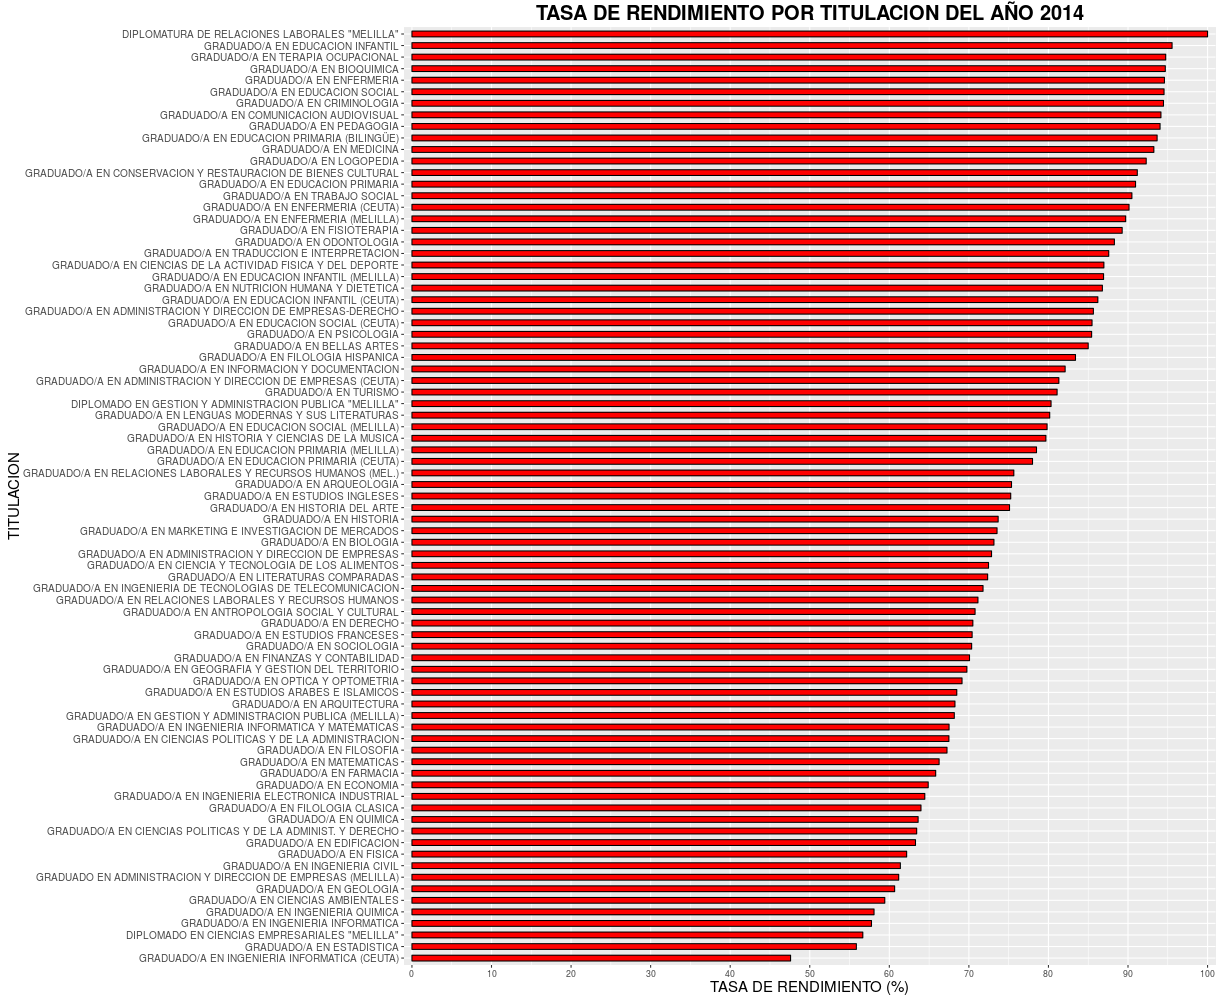 TASA DE RENDIMIENTO POR TITULACION DEL AÑO 2014
TITULACION
DIPLOMATURA DE RELACIONES LABORALES "MELILLA"
GRADUADO/A EN EDUCACION INFANTIL
GRADUADO/A EN TERAPIA OCUPACIONAL
GRADUADO/A EN BIOQUIMICA
GRADUADO/A EN ENFERMERIA
GRADUADO/A EN EDUCACION SOCIAL
GRADUADO/A EN CRIMINOLOGIA
GRADUADO/A EN COMUNICACION AUDIOVISUAL
GRADUADO/A EN PEDAGOGIA
GRADUADO/A EN EDUCACION PRIMARIA (BILINGÜE)
GRADUADO/A EN MEDICINA
GRADUADO/A EN LOGOPEDIA
GRADUADO/A EN CONSERVACION Y RESTAURACION DE BIENES CULTURAL
GRADUADO/A EN EDUCACION PRIMARIA
GRADUADO/A EN TRABAJO SOCIAL
GRADUADO/A EN ENFERMERIA (CEUTA)
GRADUADO/A EN ENFERMERIA (MELILLA)
GRADUADO/A EN FISIOTERAPIA
GRADUADO/A EN ODONTOLOGIA
GRADUADO/A EN TRADUCCION E INTERPRETACION
GRADUADO/A EN CIENCIAS DE LA ACTIVIDAD FISICA Y DEL DEPORTE
GRADUADO/A EN EDUCACION INFANTIL (MELILLA)
GRADUADO/A EN NUTRICION HUMANA Y DIETETICA
GRADUADO/A EN EDUCACION INFANTIL (CEUTA)
GRADUADO/A EN ADMINISTRACION Y DIRECCION DE EMPRESAS-DERECHO
GRADUADO/A EN EDUCACION SOCIAL (CEUTA)
GRADUADO/A EN PSICOLOGIA
GRADUADO/A EN BELLAS ARTES
GRADUADO/A EN FILOLOGIA HISPANICA
GRADUADO/A EN INFORMACION Y DOCUMENTACION
GRADUADO/A EN ADMINISTRACION Y DIRECCION DE EMPRESAS (CEUTA)
GRADUADO/A EN TURISMO
DIPLOMADO EN GESTION Y ADMINISTRACION PUBLICA "MELILLA"
GRADUADO/A EN LENGUAS MODERNAS Y SUS LITERATURAS
GRADUADO/A EN EDUCACION SOCIAL (MELILLA)
GRADUADO/A EN HISTORIA Y CIENCIAS DE LA MUSICA
GRADUADO/A EN EDUCACION PRIMARIA (MELILLA)
GRADUADO/A EN EDUCACION PRIMARIA (CEUTA)
GRADUADO/A EN RELACIONES LABORALES Y RECURSOS HUMANOS (MEL.)
GRADUADO/A EN ARQUEOLOGIA
GRADUADO/A EN ESTUDIOS INGLESES
GRADUADO/A EN HISTORIA DEL ARTE
GRADUADO/A EN HISTORIA
GRADUADO/A EN MARKETING E INVESTIGACION DE MERCADOS
GRADUADO/A EN BIOLOGIA
GRADUADO/A EN ADMINISTRACION Y DIRECCION DE EMPRESAS
GRADUADO/A EN CIENCIA Y TECNOLOGIA DE LOS ALIMENTOS
GRADUADO/A EN LITERATURAS COMPARADAS
GRADUADO/A EN INGENIERIA DE TECNOLOGIAS DE TELECOMUNICACION
GRADUADO/A EN RELACIONES LABORALES Y RECURSOS HUMANOS
GRADUADO/A EN ANTROPOLOGIA SOCIAL Y CULTURAL
GRADUADO/A EN DERECHO
GRADUADO/A EN ESTUDIOS FRANCESES
GRADUADO/A EN SOCIOLOGIA
GRADUADO/A EN FINANZAS Y CONTABILIDAD
GRADUADO/A EN GEOGRAFIA Y GESTION DEL TERRITORIO
GRADUADO/A EN OPTICA Y OPTOMETRIA
GRADUADO/A EN ESTUDIOS ARABES E ISLAMICOS
GRADUADO/A EN ARQUITECTURA
GRADUADO/A EN GESTION Y ADMINISTRACION PUBLICA (MELILLA)
GRADUADO/A EN INGENIERIA INFORMATICA Y MATEMATICAS
GRADUADO/A EN CIENCIAS POLITICAS Y DE LA ADMINISTRACION
GRADUADO/A EN FILOSOFIA
GRADUADO/A EN MATEMATICAS
GRADUADO/A EN FARMACIA
GRADUADO/A EN ECONOMIA
GRADUADO/A EN INGENIERIA ELECTRONICA INDUSTRIAL
GRADUADO/A EN FILOLOGIA CLASICA
GRADUADO/A EN QUIMICA
GRADUADO/A EN CIENCIAS POLITICAS Y DE LA ADMINIST. Y DERECHO
GRADUADO/A EN EDIFICACION
GRADUADO/A EN FISICA
GRADUADO/A EN INGENIERIA CIVIL
GRADUADO EN ADMINISTRACION Y DIRECCION DE EMPRESAS (MELILLA)
GRADUADO/A EN GEOLOGIA
GRADUADO/A EN CIENCIAS AMBIENTALES
GRADUADO/A EN INGENIERIA QUIMICA
GRADUADO/A EN INGENIERIA INFORMATICA
DIPLOMADO EN CIENCIAS EMPRESARIALES "MELILLA"
GRADUADO/A EN ESTADISTICA
GRADUADO/A EN INGENIERIA INFORMATICA (CEUTA)
0 10 20 30 40 50 60 70 80 90 100
TASA DE RENDIMIENTO (%)